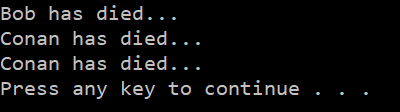 Bob has died...
Conan has died...
Conan has died...
Press any key to continue . . .